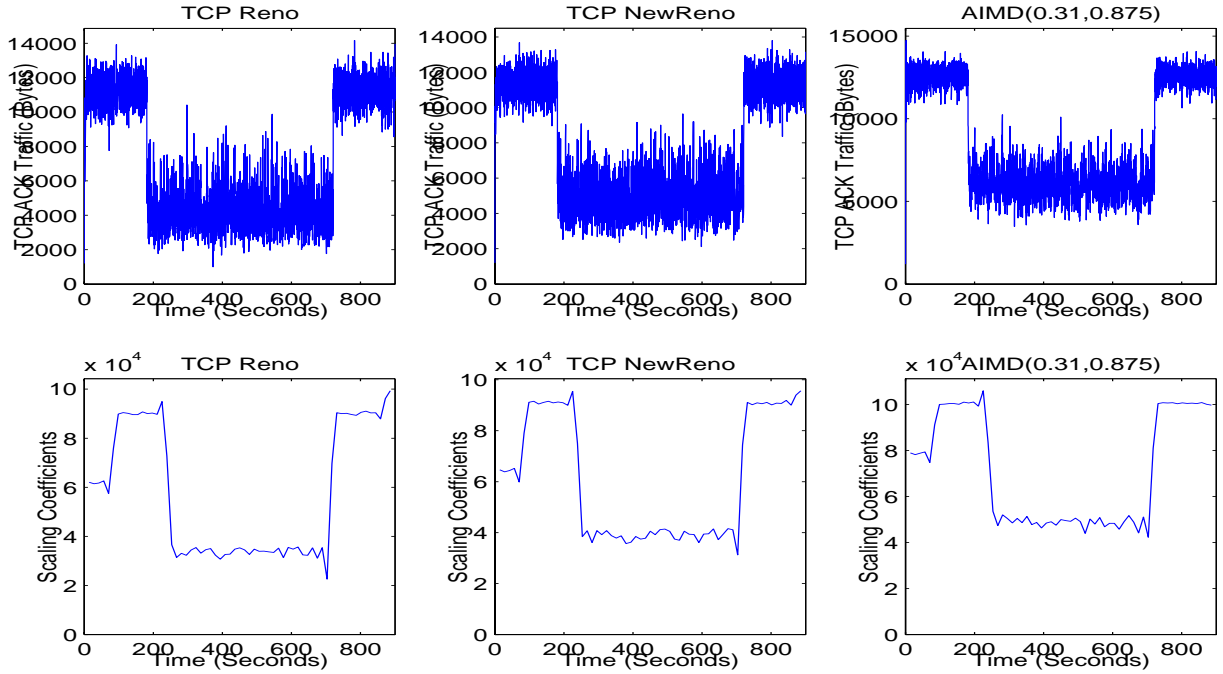 TCP Reno
14000
12000
10000
8000
6000
4000
2000
0
TCP ACK Traffic (Bytes)
0 200 400 600 800
Time (Seconds)
TCP NewReno
14000
12000
10000
8000
6000
4000
2000
0
TCP ACK Traffic (Bytes)
0 200 400 600 800
Time (Seconds)
AIMD(0.31,0.875)
15000
10000
5000
0
TCP ACK Traffic (Bytes)
0 200 400 600 800
Time (Seconds)
TCP Reno
x 10^4
10
8
6
4
2
0
Scaling Coefficients
0 200 400 600 800
Time (Seconds)
TCP NewReno
x 10^4
10
8
6
4
2
0
Scaling Coefficients
0 200 400 600 800
Time (Seconds)
AIMD(0.31,0.875)
x 10^4
10
8
6
4
2
0
Scaling Coefficients
0 200 400 600 800
Time (Seconds)